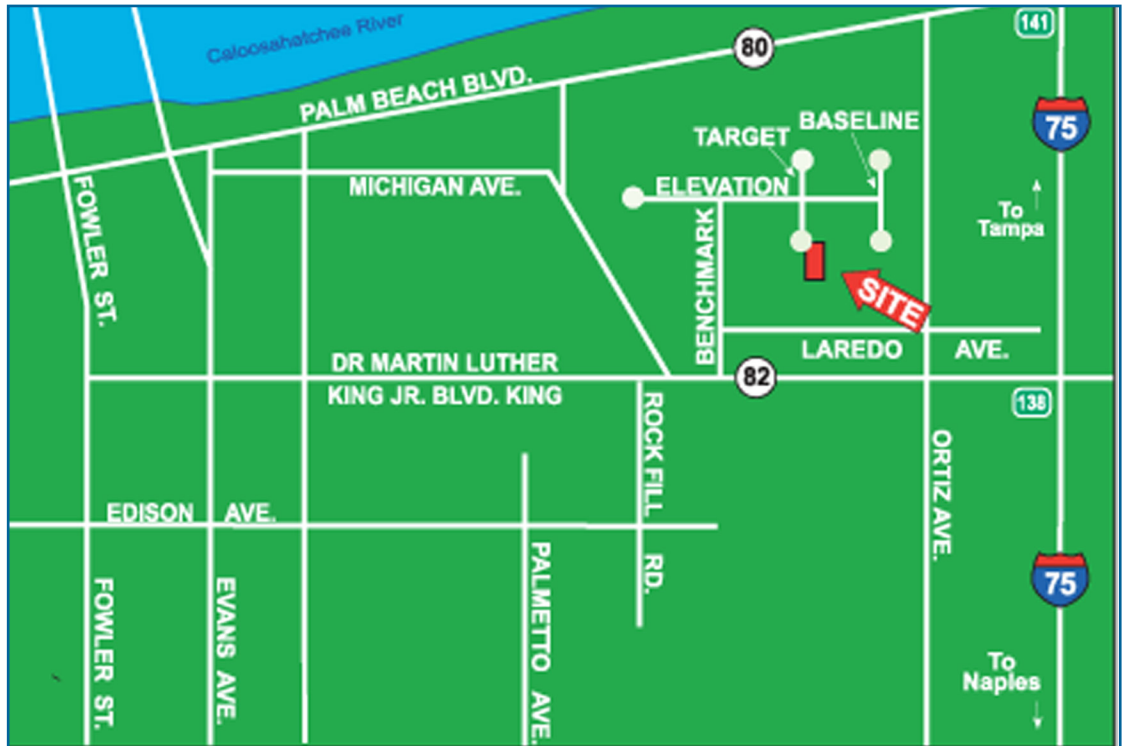 Caloosahatchee River
141
80
PALM BEACH BLVD.
75
BASELINE
TARGET
MICHIGAN AVE.
ELEVATION
FOWLER ST.
To
Tampa
BENCHMARK
SITE
LAREDO AVE.
DR MARTIN LUTHER
KING JR. BLVD. KING
82
138
ROCK FILL RD.
ORTIZ AVE.
EDISON AVE.
PALMETTO AVE.
75
FOWLER ST.
EVANS AVE.
To
Naples